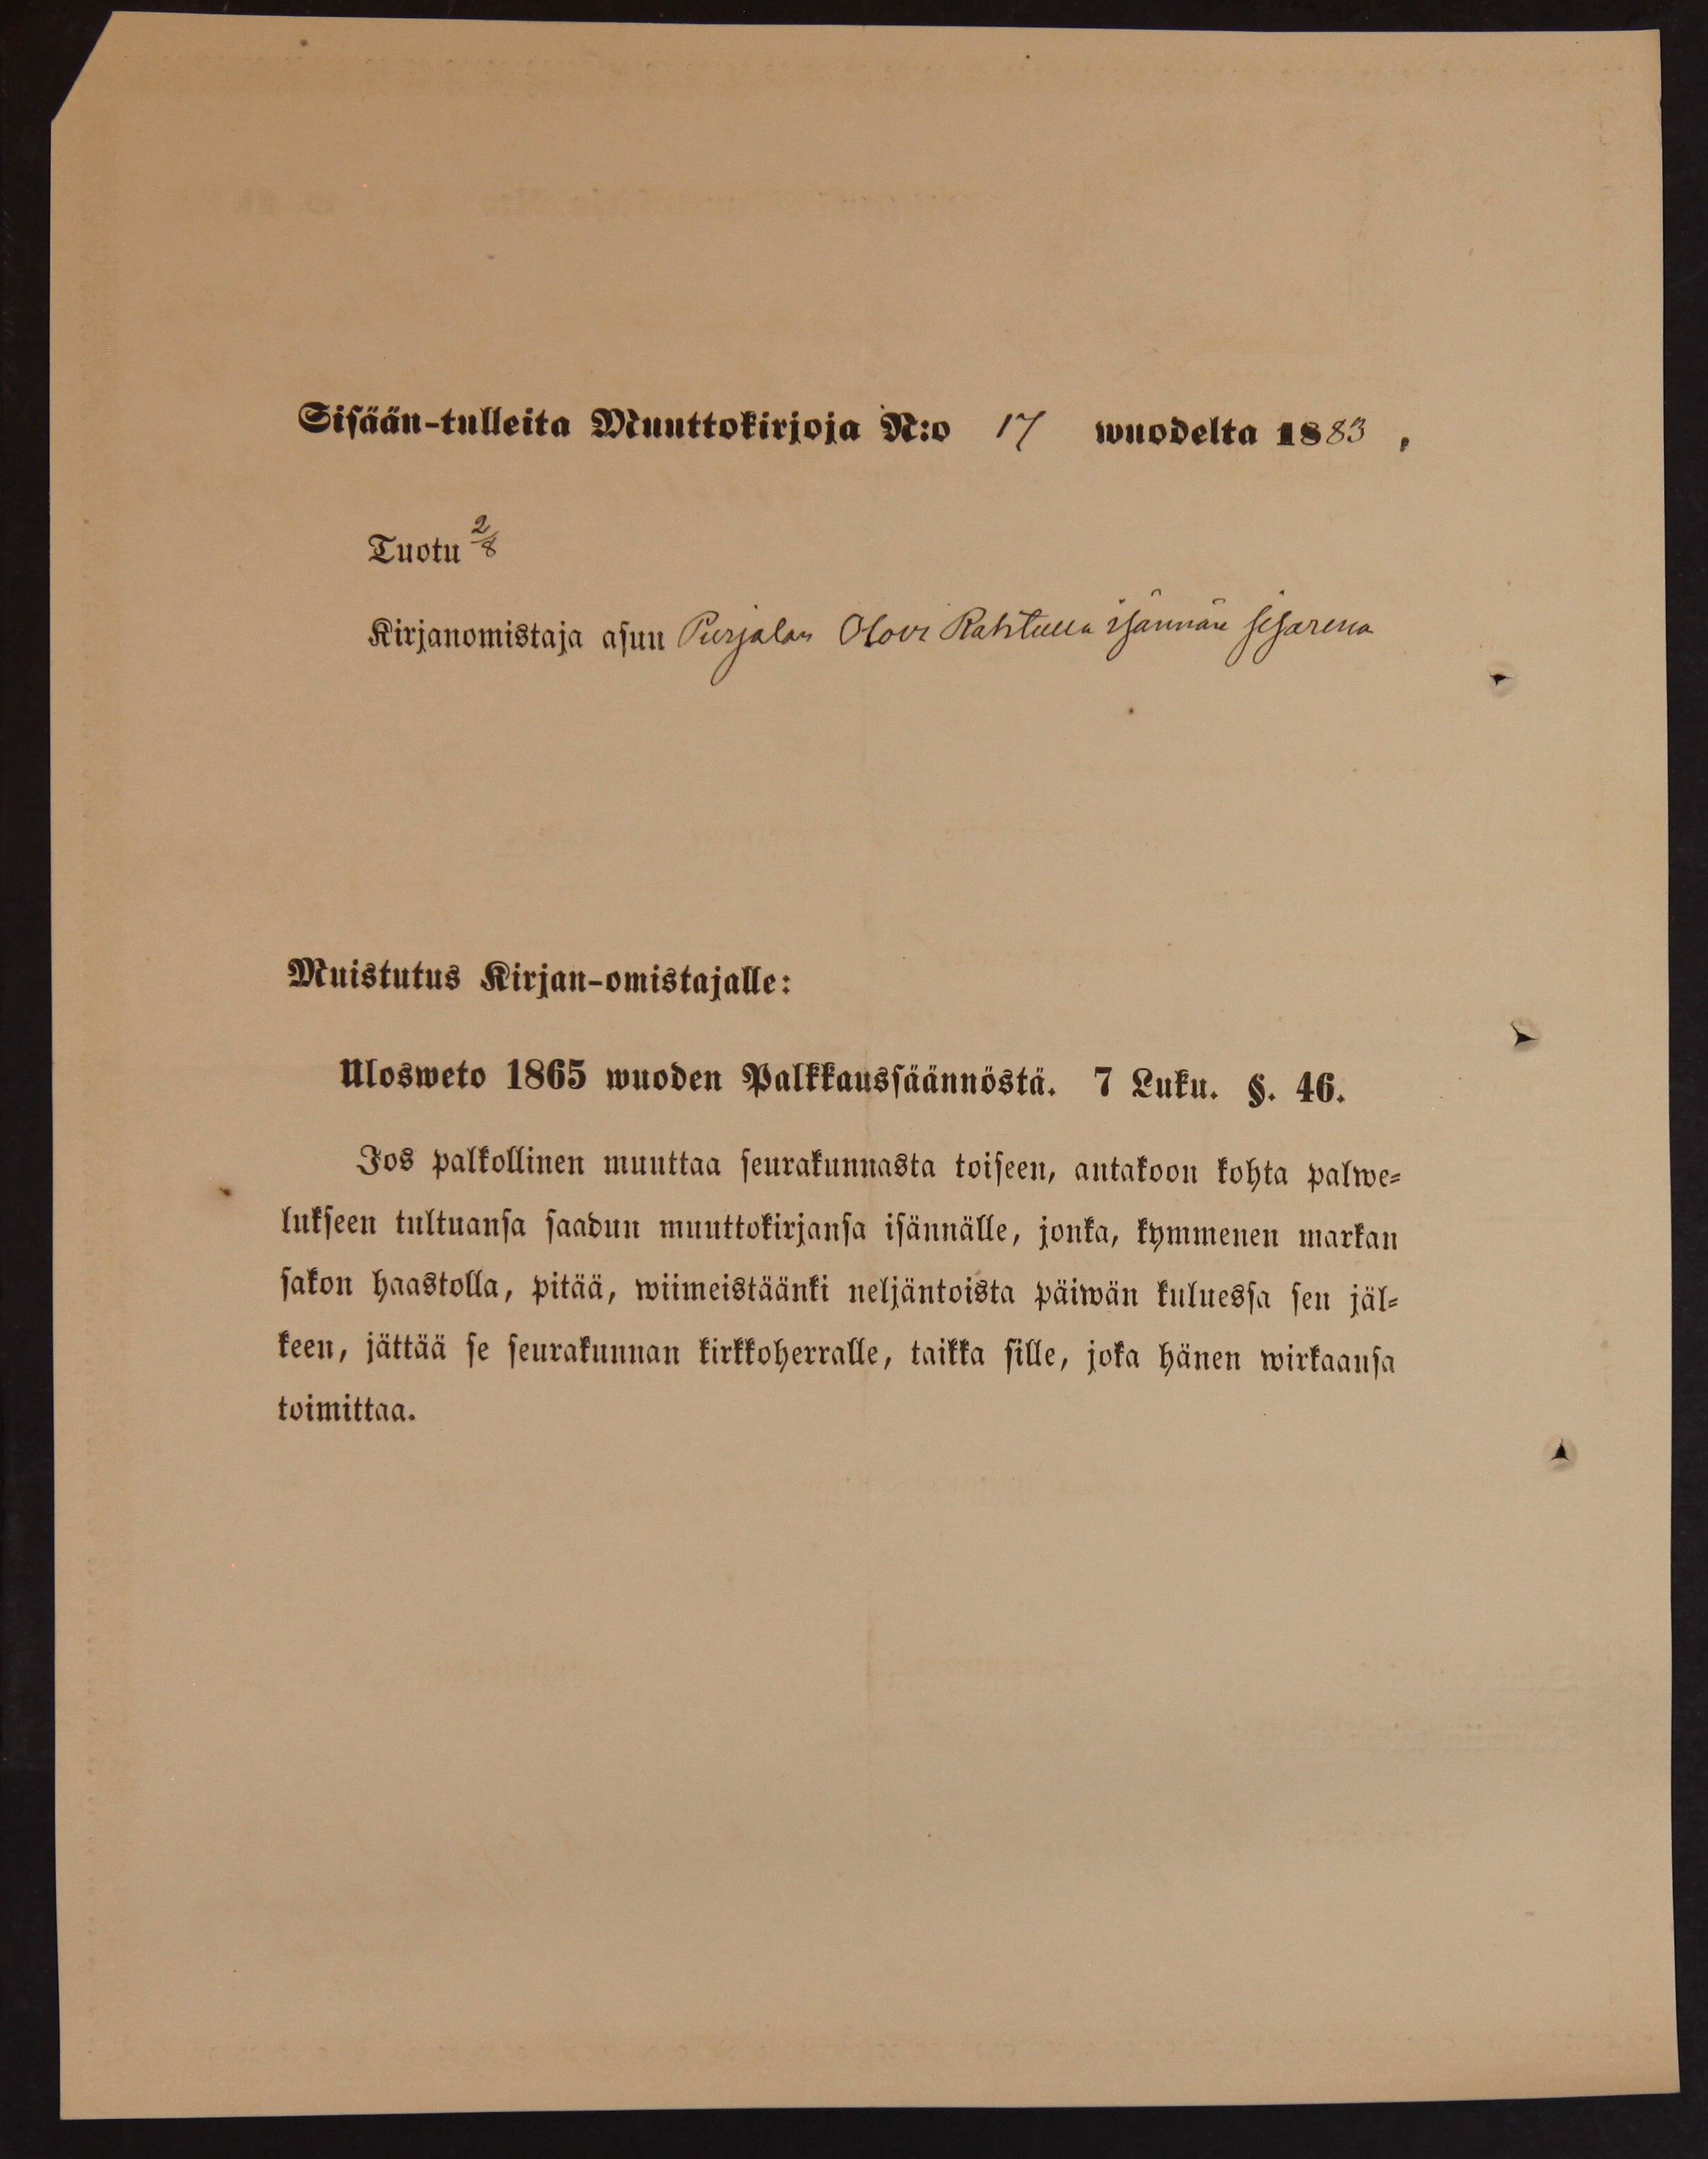 Sisään-tulleita Muuttokirjoja N:o 17 wuodelta 1883,
Tuotu 2/8
Kirjanomistaja asuu Purjalan Olovi Rahtulla isännän sisarena
Muistutus Kirjan-omistajalle:
Ulosweto 1865 wuoden Palkkaussäännöstä. 7 Luku. §. 46.
Jos palkollinen muuttaa seurakunnasta toiseen, antakoon kohta palwe-
lukseen tultuansa saadun muuttokirjansa isännälle, jonka, kymmenen markan
sakon haastolla, pitää, wiimeistäänki neljäntoista päiwän kuluessa sen jäl-
keen, jättää se seurakunnan kirkkoherralle, taikka sille, joka hänen wirkaansa
toimittaa.